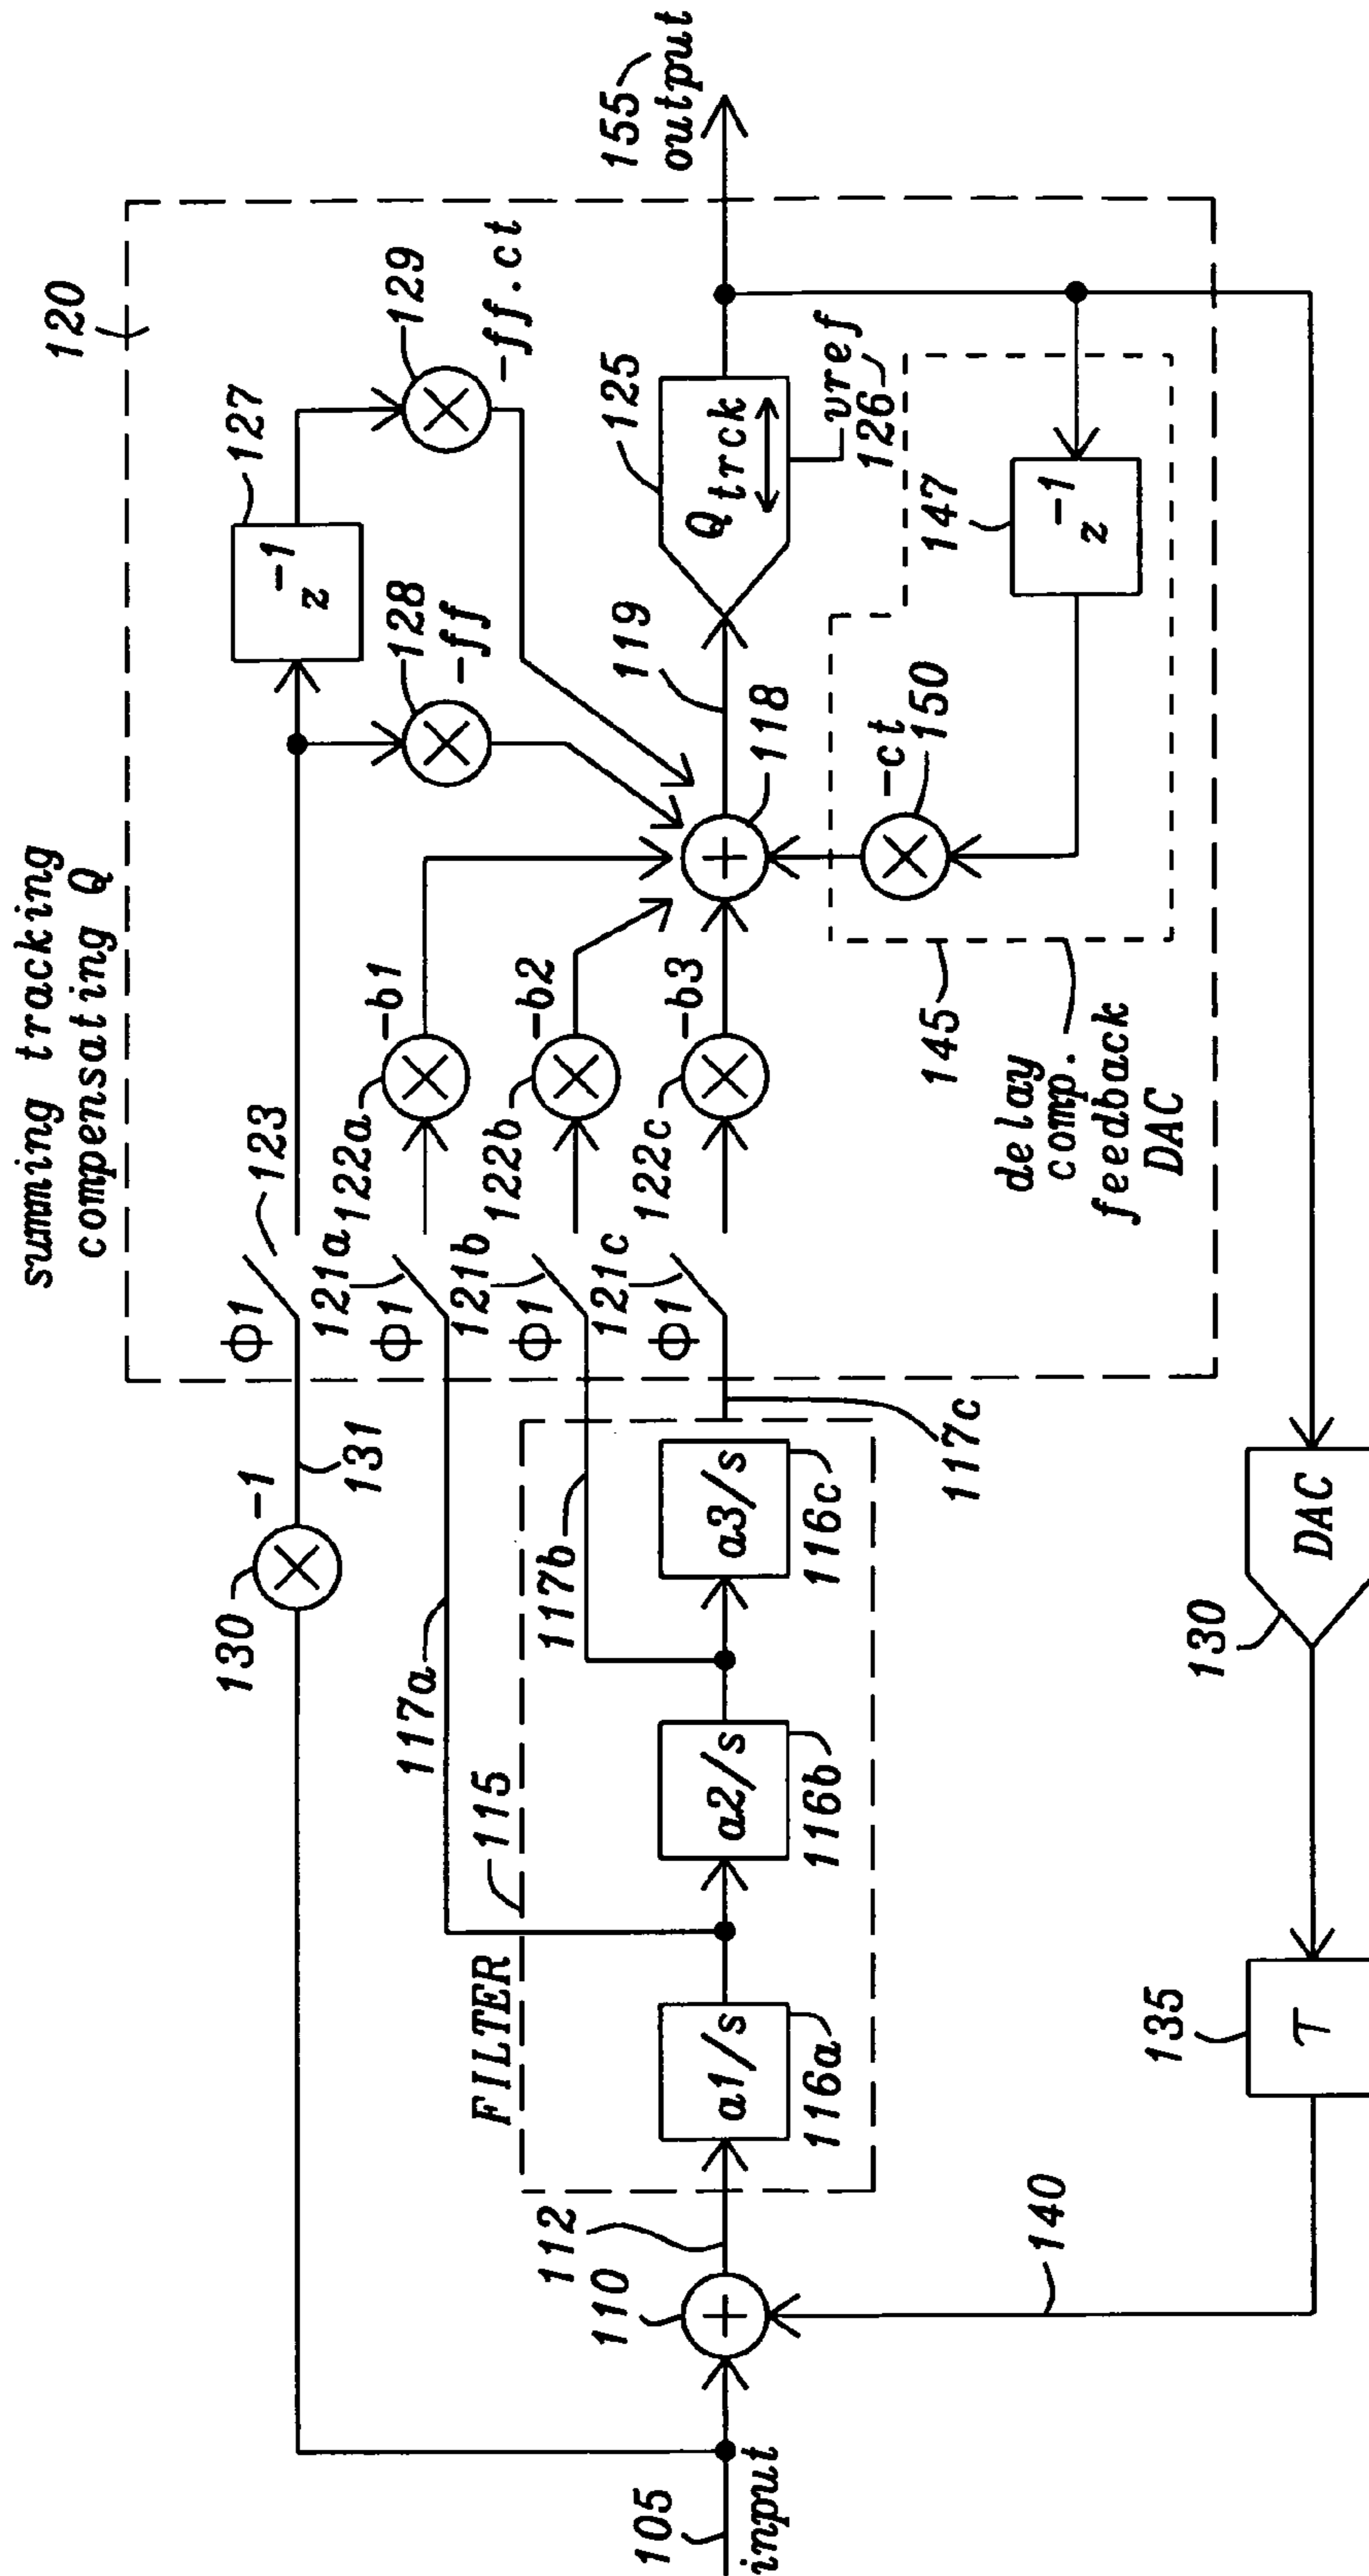 summing tracking
compensating Q
120
Φ1
123
130
-1
131
127
z⁻¹
128
-ff
129
-ff.ct
Φ1
121a
122a
-b1
117a
Φ1
121b
122b
-b2
117b
Φ1
121c
122c
-b3
117c
FILTER
115
a1/s
116a
a2/s
116b
a3/s
116c
105
input
110
112
118
119
Qtrck
125
vref
126
155
output
-ct
150
147
z⁻¹
145
delay
comp.
feedback
DAC
140
135
τ
130
DAC